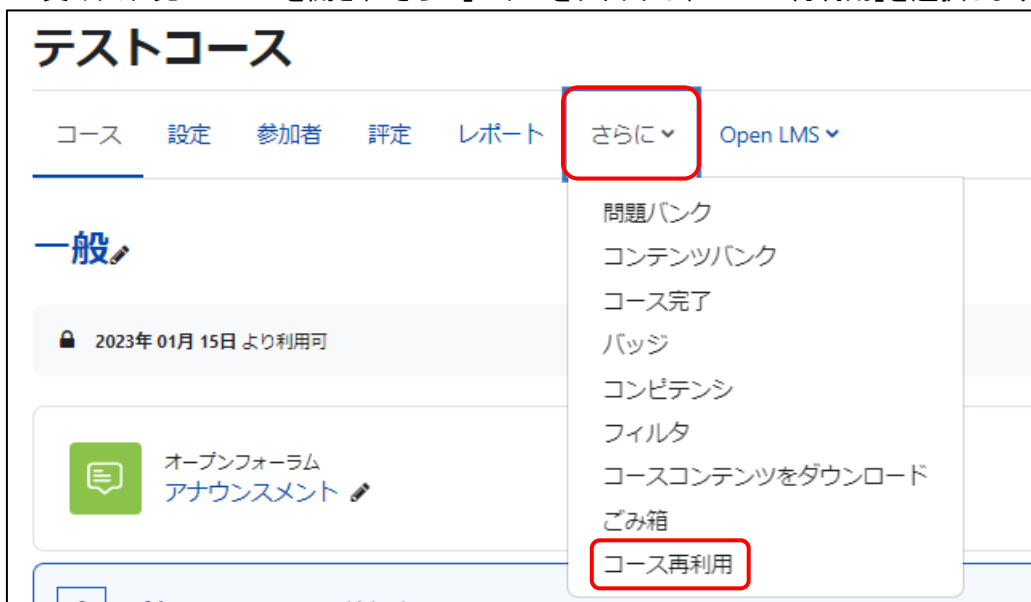 テストコース
コース 設定 参加者 評定 レポート さらに Open LMS
問題バンク
コンテンツバンク
コース完了
バッジ
コンピテンシ
フィルタ
コースコンテンツをダウンロード
ごみ箱
コース再利用
一般
2023年 01月 15日 より利用可
オープンフォーラム
アナウンスメント